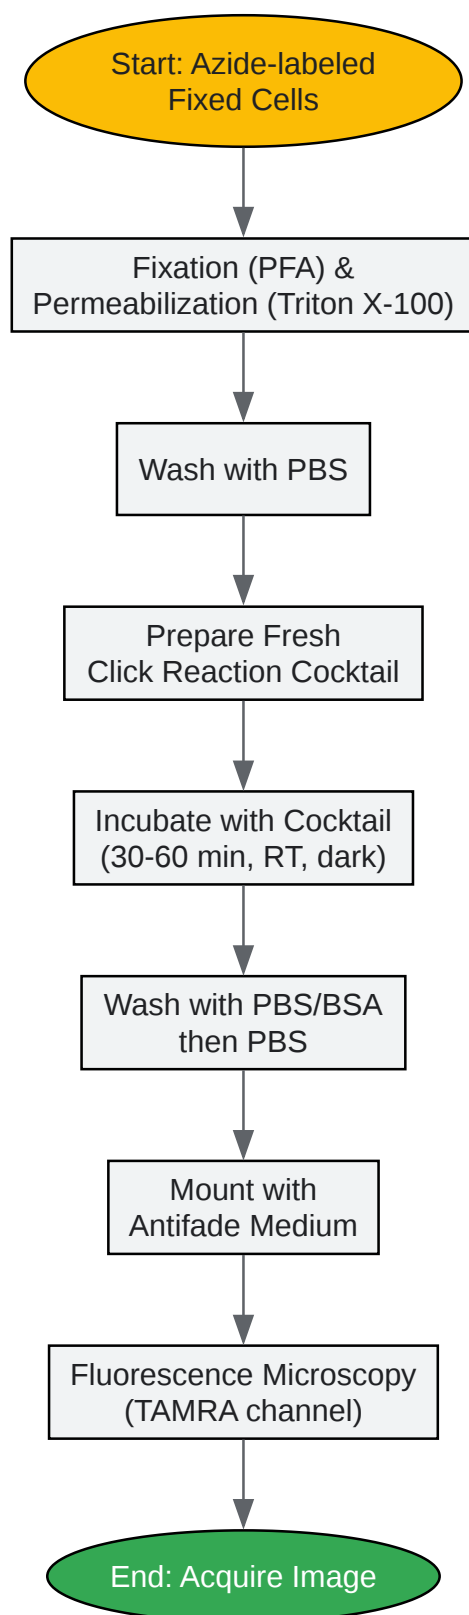 Start: Azide-labeled
Fixed Cells
Fixation (PFA) &
Permeabilization (Triton X-100)
Wash with PBS
Prepare Fresh
Click Reaction Cocktail
Incubate with Cocktail
(30-60 min, RT, dark)
Wash with PBS/BSA
then PBS
Mount with
Antifade Medium
Fluorescence Microscopy
(TAMRA channel)
End: Acquire Image